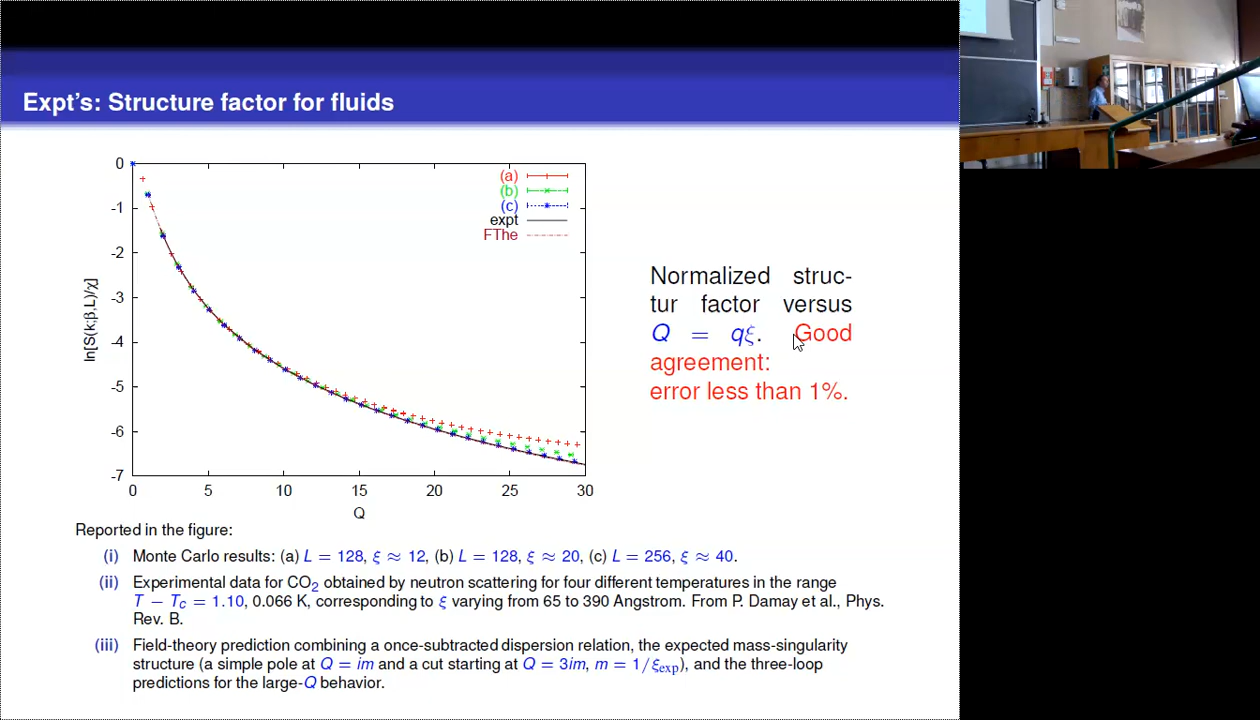 Expt's: Structure factor for fluids
0
-1
-2
-3
-4
-5
-6
-7
0 5 10 15 20 25 30
Q
ln[S(k;β,L)/χ]
(a)
(b)
(c)
expt
FThe
Normalized struc-
tur factor versus
Q = qξ. Good
agreement:
error less than 1%.
Reported in the figure:
(i) Monte Carlo results: (a) L = 128, ξ ≈ 12, (b) L = 128, ξ ≈ 20, (c) L = 256, ξ ≈ 40.
(ii) Experimental data for CO₂ obtained by neutron scattering for four different temperatures in the range
T − Tc = 1.10, 0.066 K, corresponding to ξ varying from 65 to 390 Angstrom. From P. Damay et al., Phys.
Rev. B.
(iii) Field-theory prediction combining a once-subtracted dispersion relation, the expected mass-singularity
structure (a simple pole at Q = im and a cut starting at Q = 3im, m = 1/ξexp), and the three-loop
predictions for the large-Q behavior.